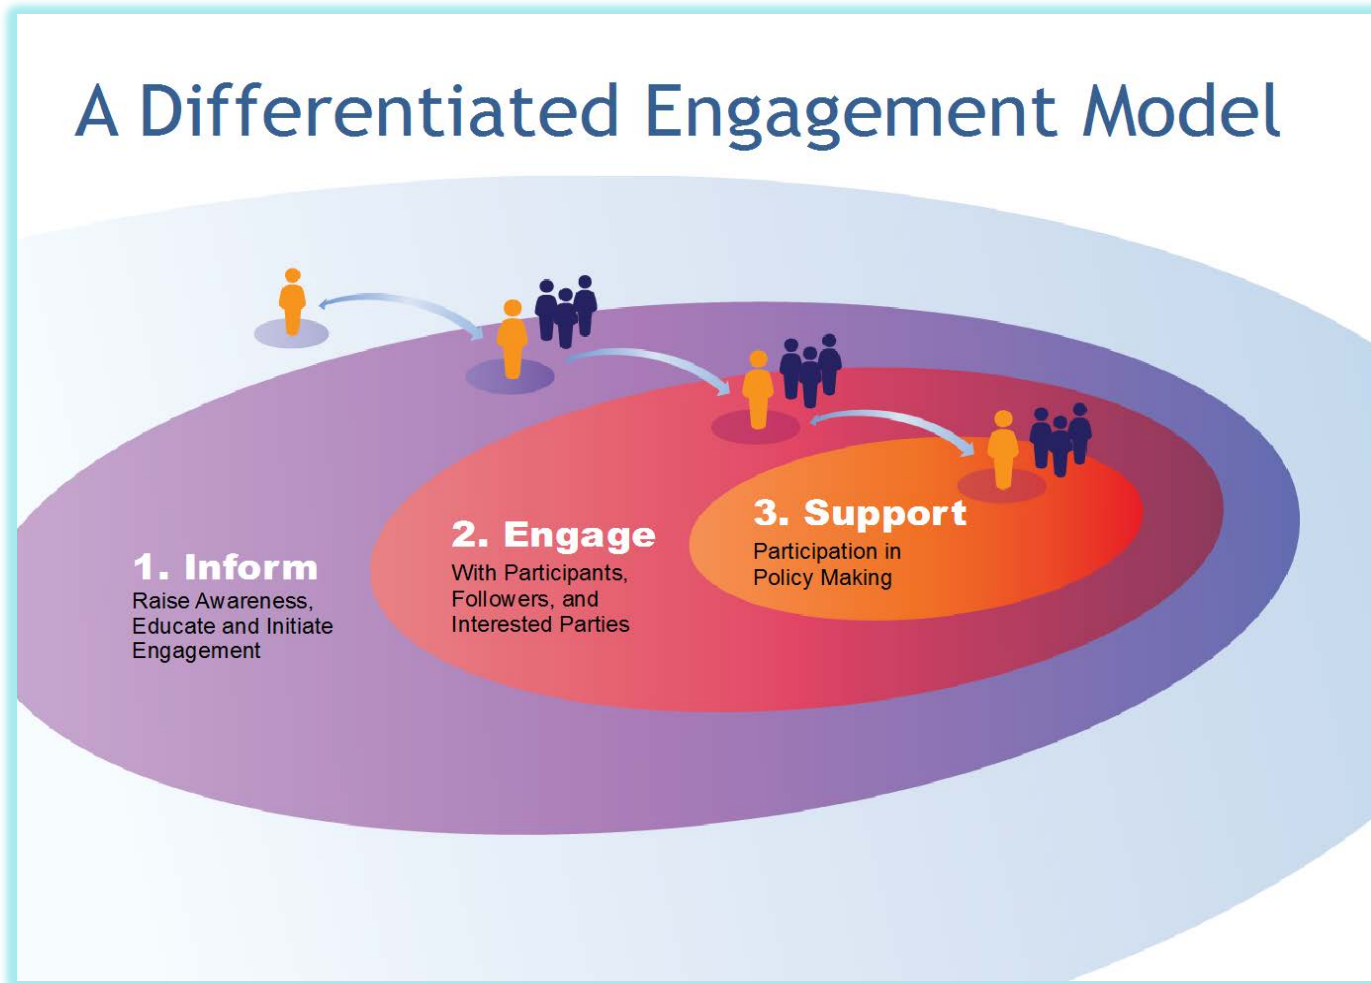 A Differentiated Engagement Model
1. Inform
Raise Awareness,
Educate and Initiate
Engagement
2. Engage
With Participants,
Followers, and
Interested Parties
3. Support
Participation in
Policy Making